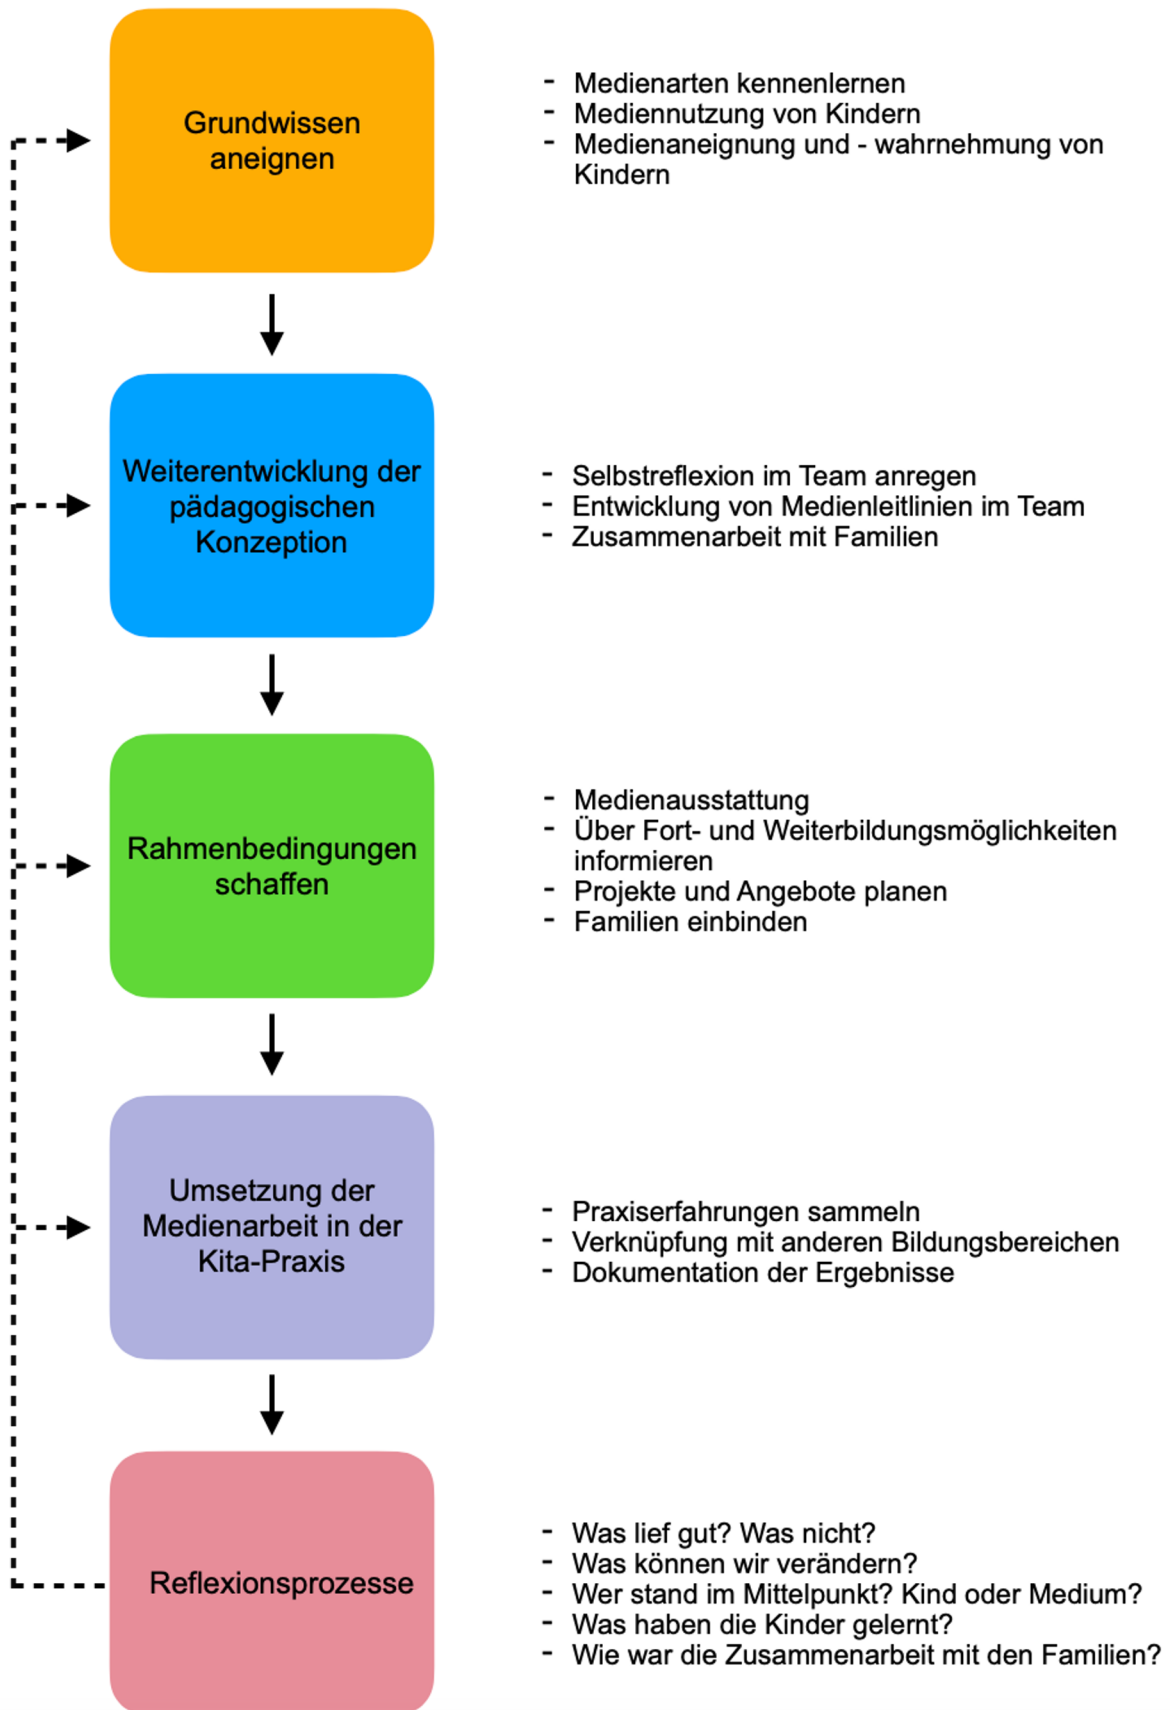 Grundwissen
aneignen
- Medienarten kennenlernen
- Mediennutzung von Kindern
- Medienaneignung und - wahrnehmung von
Kindern
Weiterentwicklung der
pädagogischen
Konzeption
- Selbstreflexion im Team anregen
- Entwicklung von Medienleitlinien im Team
- Zusammenarbeit mit Familien
Rahmenbedingungen
schaffen
- Medienausstattung
- Über Fort- und Weiterbildungsmöglichkeiten
informieren
- Projekte und Angebote planen
- Familien einbinden
Umsetzung der
Medienarbeit in der
Kita-Praxis
- Praxiserfahrungen sammeln
- Verknüpfung mit anderen Bildungsbereichen
- Dokumentation der Ergebnisse
Reflexionsprozesse
- Was lief gut? Was nicht?
- Was können wir verändern?
- Wer stand im Mittelpunkt? Kind oder Medium?
- Was haben die Kinder gelernt?
- Wie war die Zusammenarbeit mit den Familien?